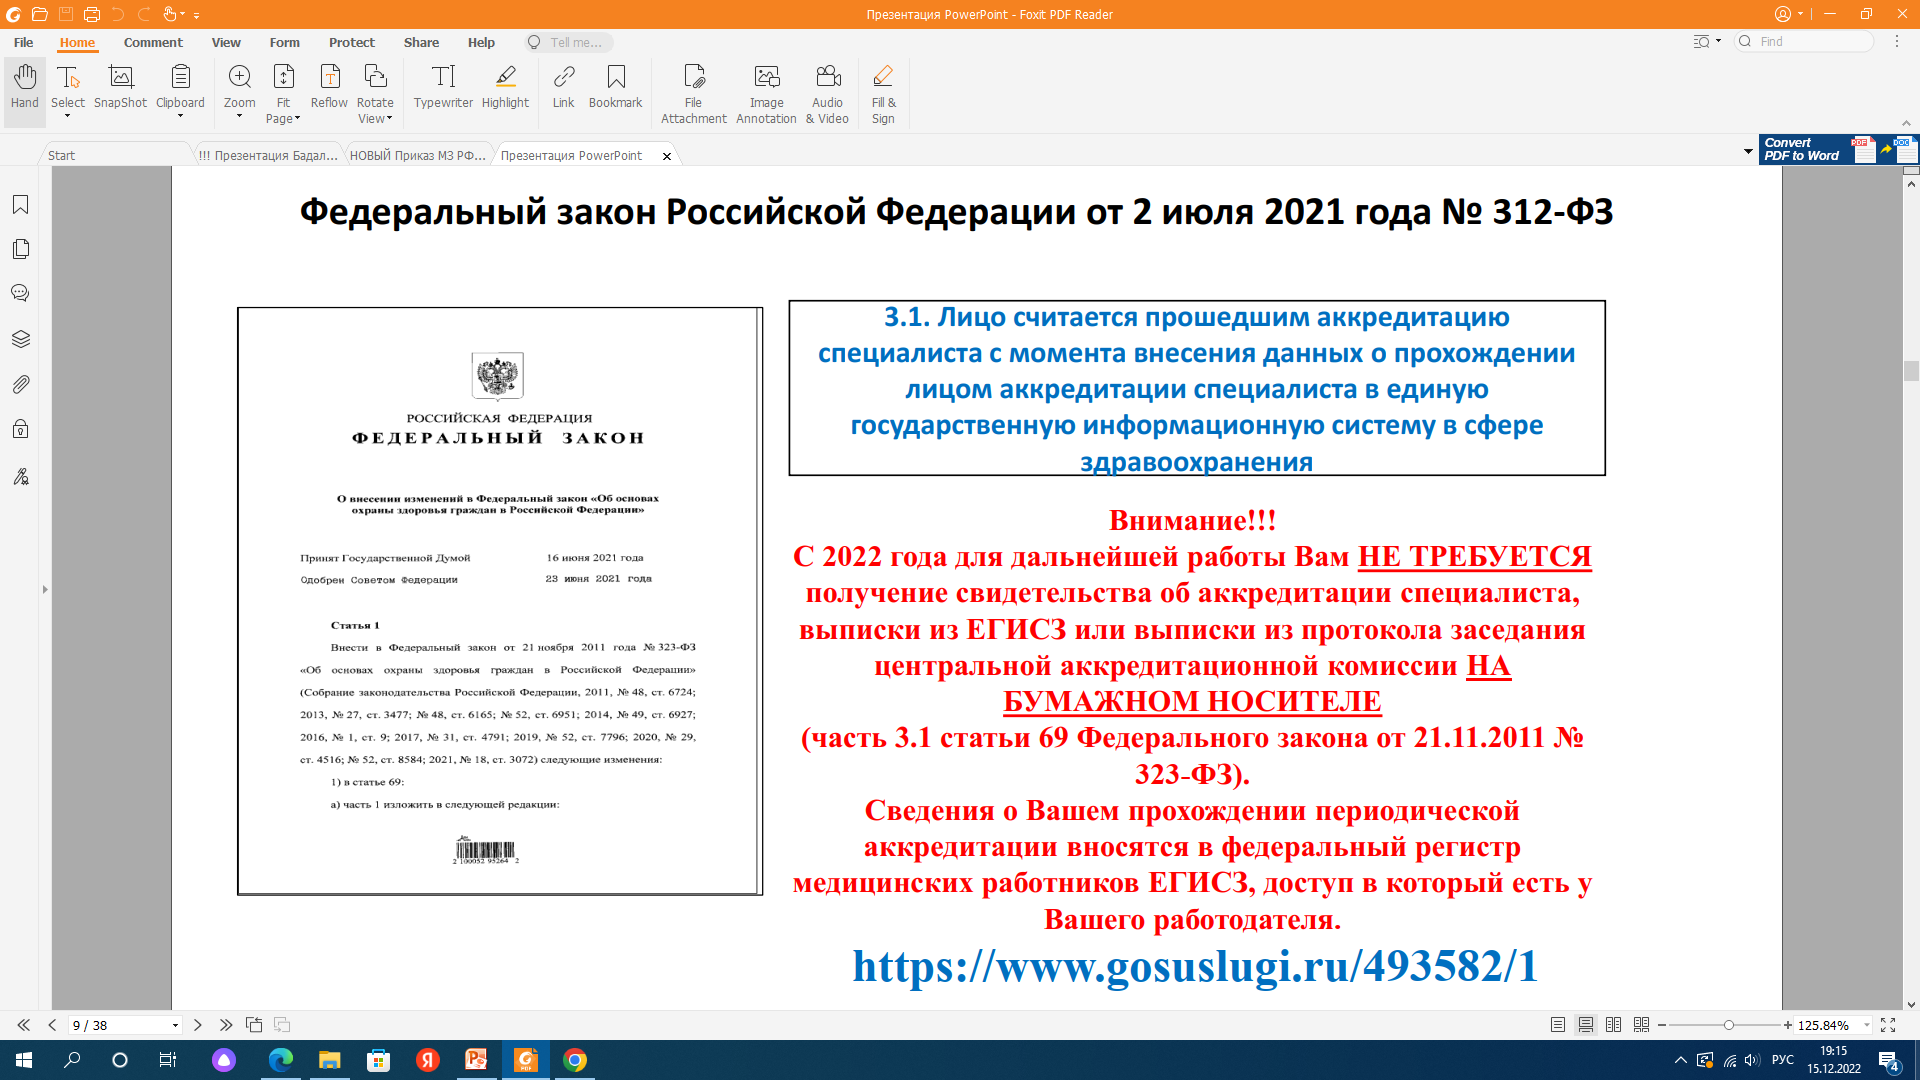 Презентация PowerPoint - Foxit PDF Reader
File Home Comment View Form Protect Share Help Tell me... Find
Hand Select SnapShot Clipboard Zoom Fit Page Reflow Rotate View Typewriter Highlight Link Bookmark File Attachment Image Annotation Audio & Video Fill & Sign
Start !!! Презентация Бадал... НОВЫЙ Приказ МЗ РФ... Презентация PowerPoint
Convert
PDF to Word
PDF DOC
Федеральный закон Российской Федерации от 2 июля 2021 года № 312-ФЗ
РОССИЙСКАЯ ФЕДЕРАЦИЯ
ФЕДЕРАЛЬНЫЙ ЗАКОН
О внесении изменений в Федеральный закон «Об основах
охраны здоровья граждан в Российской Федерации»
Принят Государственной Думой 16 июня 2021 года
Одобрен Советом Федерации 23 июня 2021 года
Статья 1
Внести в Федеральный закон от 21 ноября 2011 года № 323-ФЗ
«Об основах охраны здоровья граждан в Российской Федерации»
(Собрание законодательства Российской Федерации, 2011, № 48, ст. 6724;
2013, № 27, ст. 3477; № 48, ст. 6165; № 52, ст. 6951; 2014, № 49, ст. 6927;
2016, № 1, ст. 9; 2017, № 31, ст. 4791; 2019, № 52, ст. 7796; 2020, № 29,
ст. 4516; № 52, ст. 8584; 2021, № 18, ст. 3072) следующие изменения:
1) в статье 69:
а) часть 1 изложить в следующей редакции:
2 100052 95264 2
3.1. Лицо считается прошедшим аккредитацию
специалиста с момента внесения данных о прохождении
лицом аккредитации специалиста в единую
государственную информационную систему в сфере
здравоохранения
Внимание!!!
С 2022 года для дальнейшей работы Вам НЕ ТРЕБУЕТСЯ
получение свидетельства об аккредитации специалиста,
выписки из ЕГИСЗ или выписки из протокола заседания
центральной аккредитационной комиссии НА
БУМАЖНОМ НОСИТЕЛЕ
(часть 3.1 статьи 69 Федерального закона от 21.11.2011 №
323-ФЗ).
Сведения о Вашем прохождении периодической
аккредитации вносятся в федеральный регистр
медицинских работников ЕГИСЗ, доступ в который есть у
Вашего работодателя.
https://www.gosuslugi.ru/493582/1
9 / 38
125.84%
РУС
19:15
15.12.2022
4